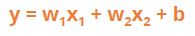 y = w₁x₁ + w₂x₂ + b